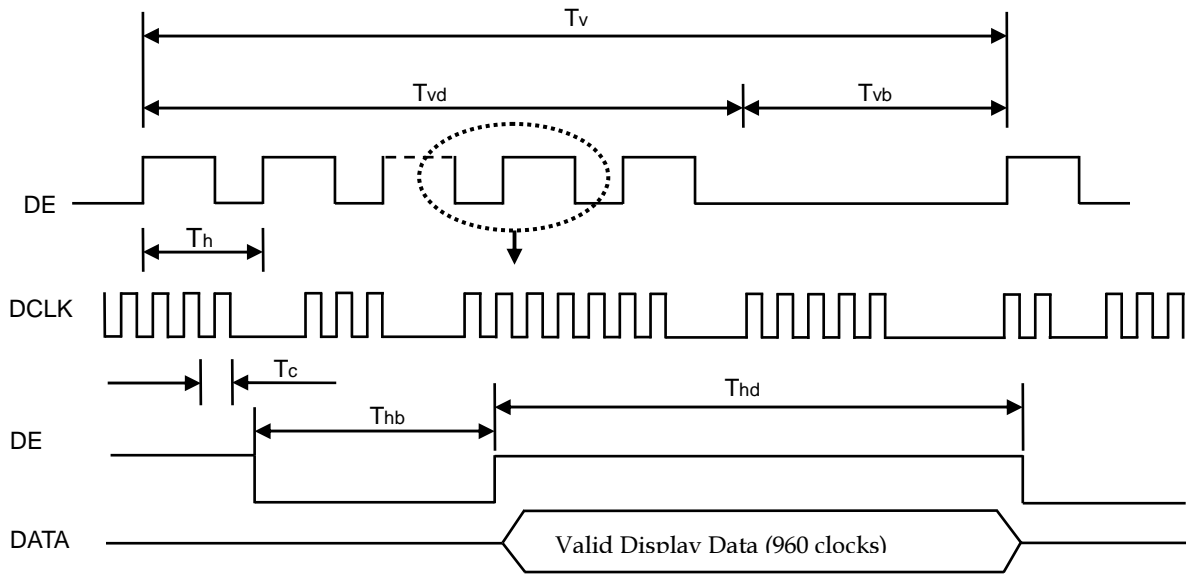 Tv
Tvd
Tvb
DE
Th
DCLK
Tc
Thd
Thb
DE
DATA
Valid Display Data (960 clocks)